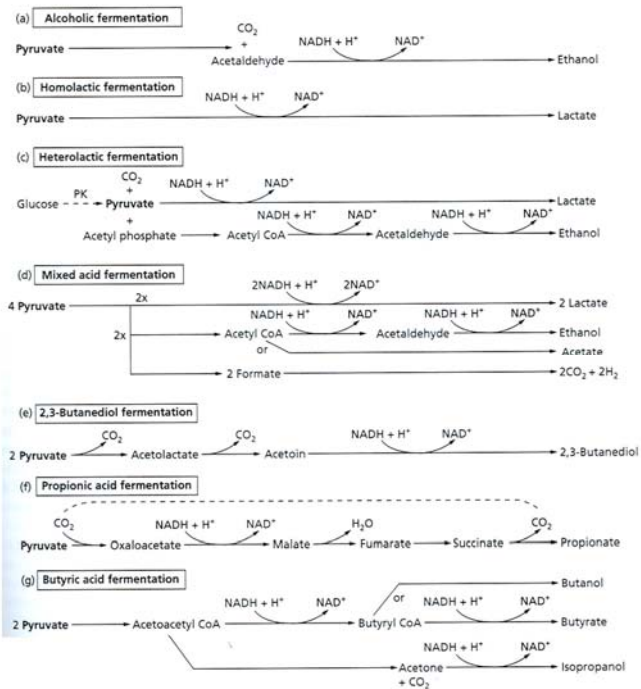 (a) Alcoholic fermentation
CO2
NADH + H+ NAD+
Pyruvate + Acetaldehyde Ethanol
(b) Homolactic fermentation
NADH + H+ NAD+
Pyruvate Lactate
(c) Heterolactic fermentation
CO2
NADH + H+ NAD+
Glucose PK + Pyruvate Lactate
+ NADH + H+ NAD+ NADH + H+ NAD+
Acetyl phosphate Acetyl CoA Acetaldehyde Ethanol
(d) Mixed acid fermentation
2NADH + H+ 2NAD+
4 Pyruvate 2x 2 Lactate
NADH + H+ NAD+ NADH + H+ NAD+
2x Acetyl CoA Acetaldehyde Ethanol
or Acetate
2 Formate 2CO2 + 2H2
(e) 2,3-Butanediol fermentation
CO2 CO2 NADH + H+ NAD+
2 Pyruvate Acetolactate Acetoin 2,3-Butanediol
(f) Propionic acid fermentation
CO2 NADH + H+ NAD+ H2O CO2
Pyruvate Oxaloacetate Malate Fumarate Succinate Propionate
(g) Butyric acid fermentation
Butanol
NADH + H+ NAD+ or NADH + H+ NAD+
2 Pyruvate Acetoacetyl CoA Butyryl CoA Butyrate
NADH + H+ NAD+
Acetone Isopropanol
+ CO2